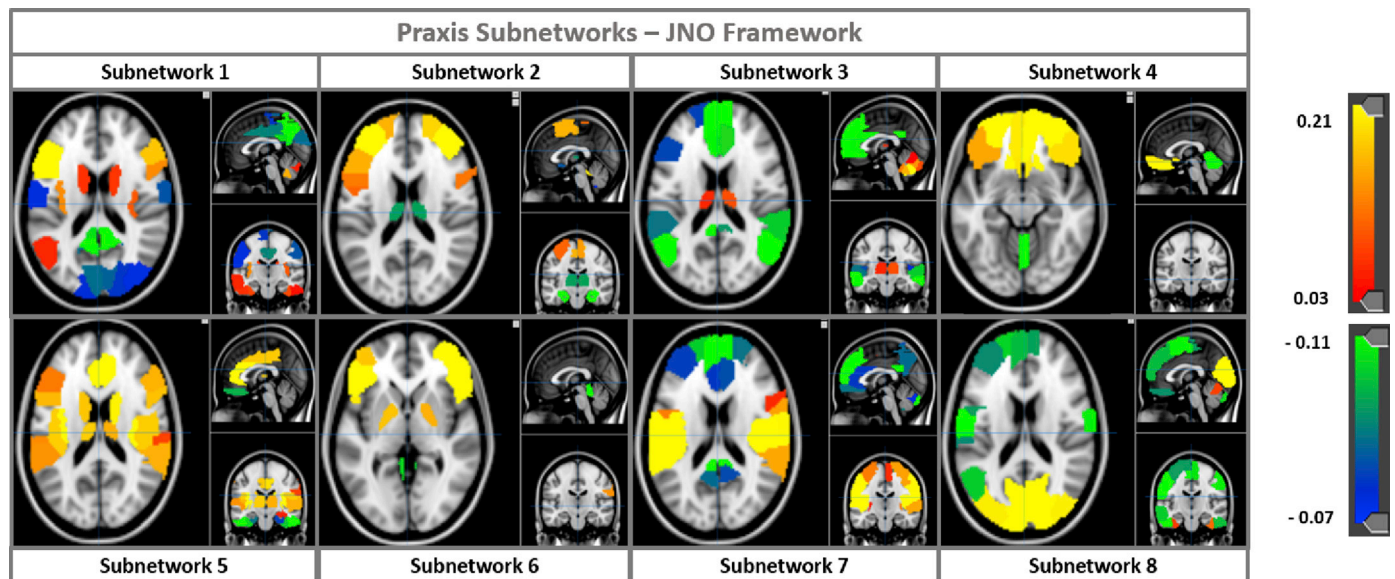 Praxis Subnetworks – JNO Framework
Subnetwork 1
Subnetwork 2
Subnetwork 3
Subnetwork 4
0.21
0.03
- 0.11
- 0.07
Subnetwork 5
Subnetwork 6
Subnetwork 7
Subnetwork 8